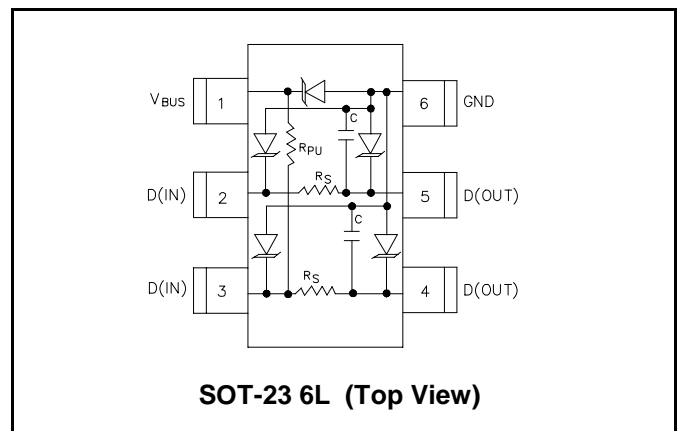 VBUS 1 6 GND
C
RPU
D(IN) 2 RS 5 D(OUT)
C
D(IN) 3 RS 4 D(OUT)
SOT-23 6L (Top View)